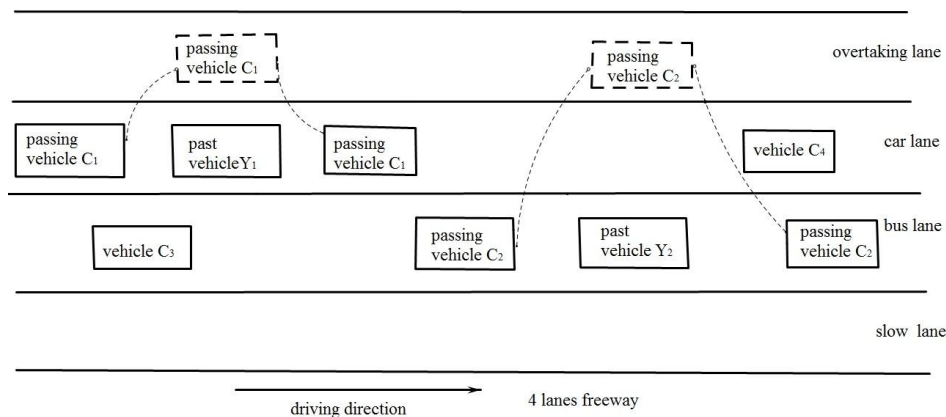 passing
vehicle C₁
passing
vehicle C₂
overtaking lane
passing
vehicle C₁
past
vehicleY₁
passing
vehicle C₁
vehicle C₄
car lane
vehicle C₃
passing
vehicle C₂
past
vehicle Y₂
passing
vehicle C₂
bus lane
slow lane
driving direction
4 lanes freeway